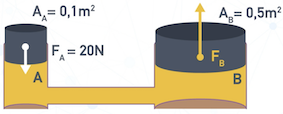 A_A = 0,1m²
A_B = 0,5m²
F_A = 20N
F_B
A
B